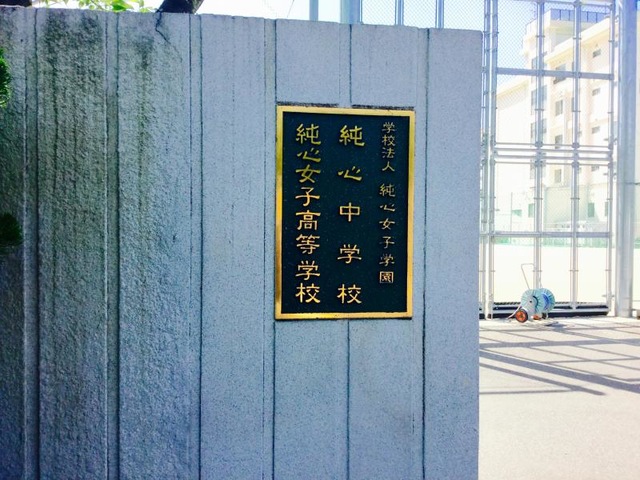 学校法人 純心女子学園
純心中学校
純心女子高等学校